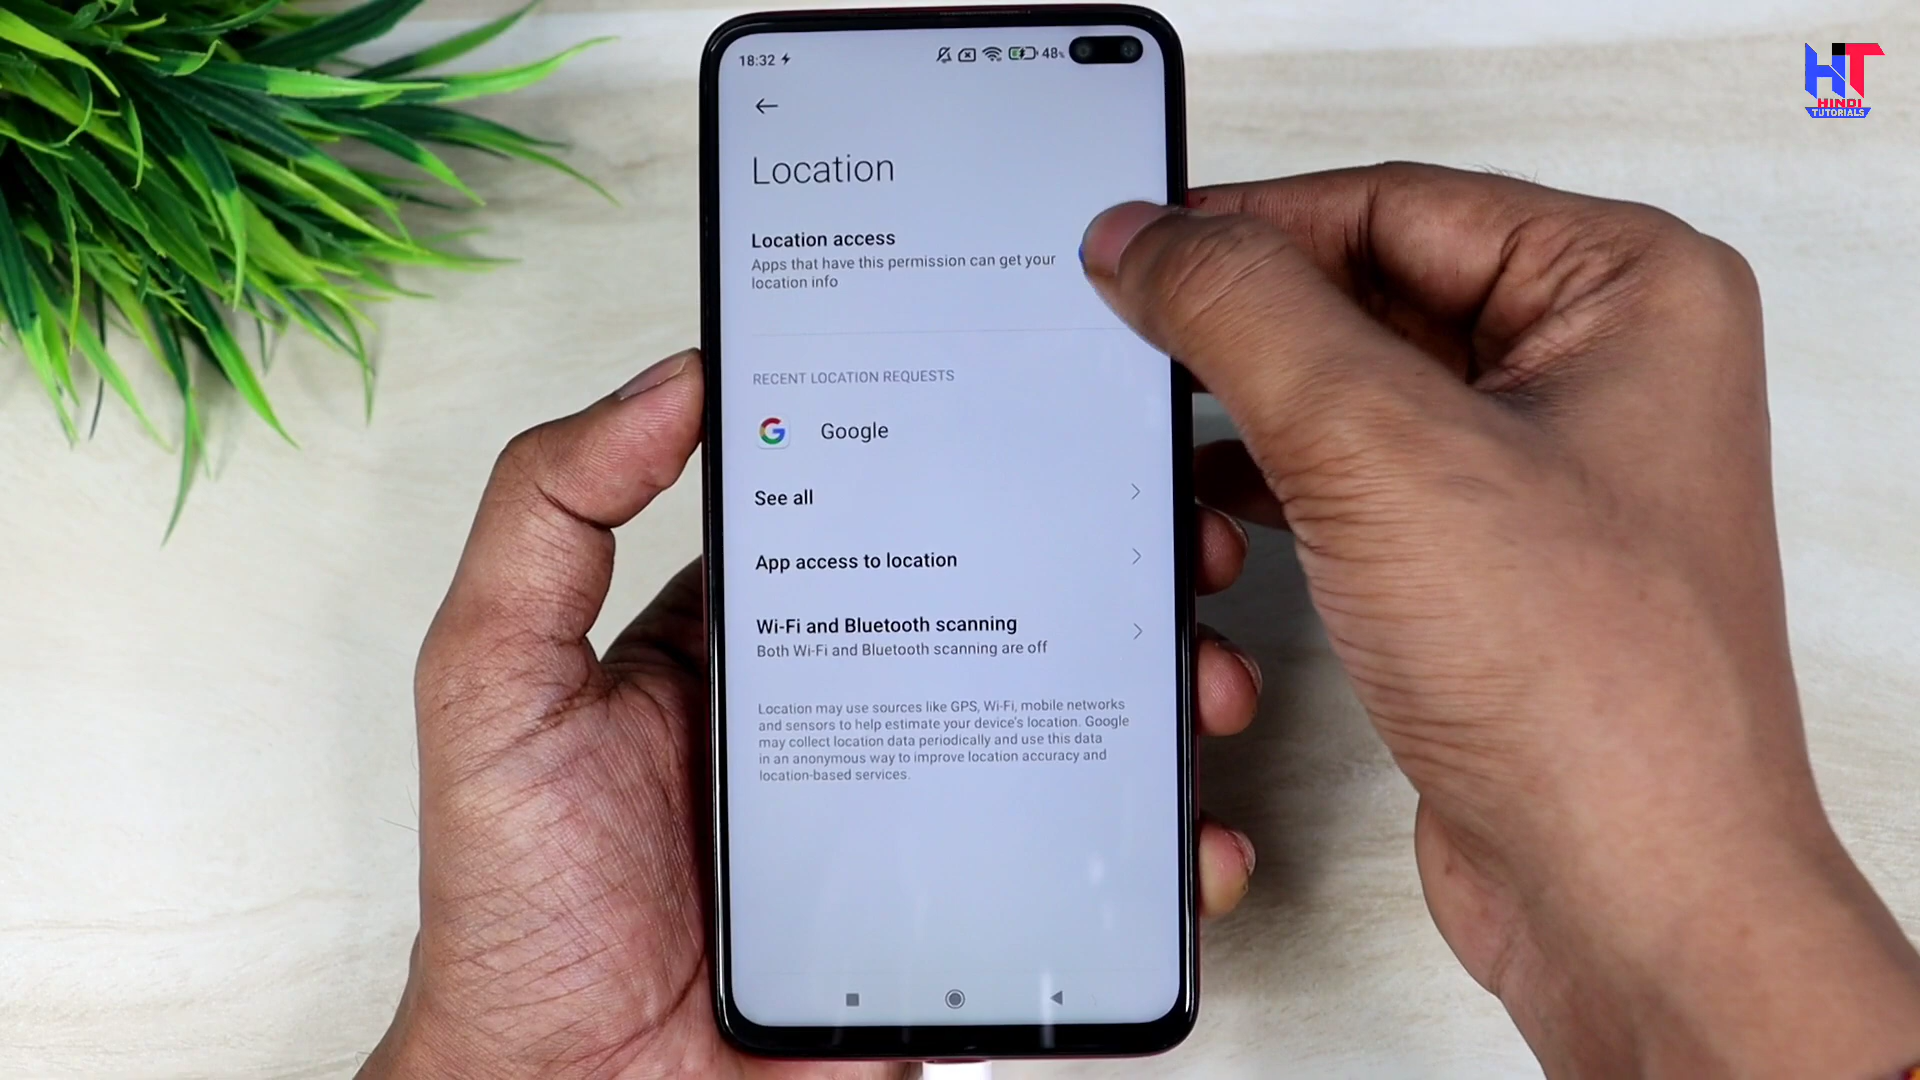 18:32
48%
HT
HINDI
TUTORIALS
Location
Location access
Apps that have this permission can get your
location info
RECENT LOCATION REQUESTS
G
Google
See all
App access to location
Wi-Fi and Bluetooth scanning
Both Wi-Fi and Bluetooth scanning are off
Location may use sources like GPS, Wi-Fi, mobile networks
and sensors to help estimate your device's location. Google
may collect location data periodically and use this data
in an anonymous way to improve location accuracy and
location-based services.